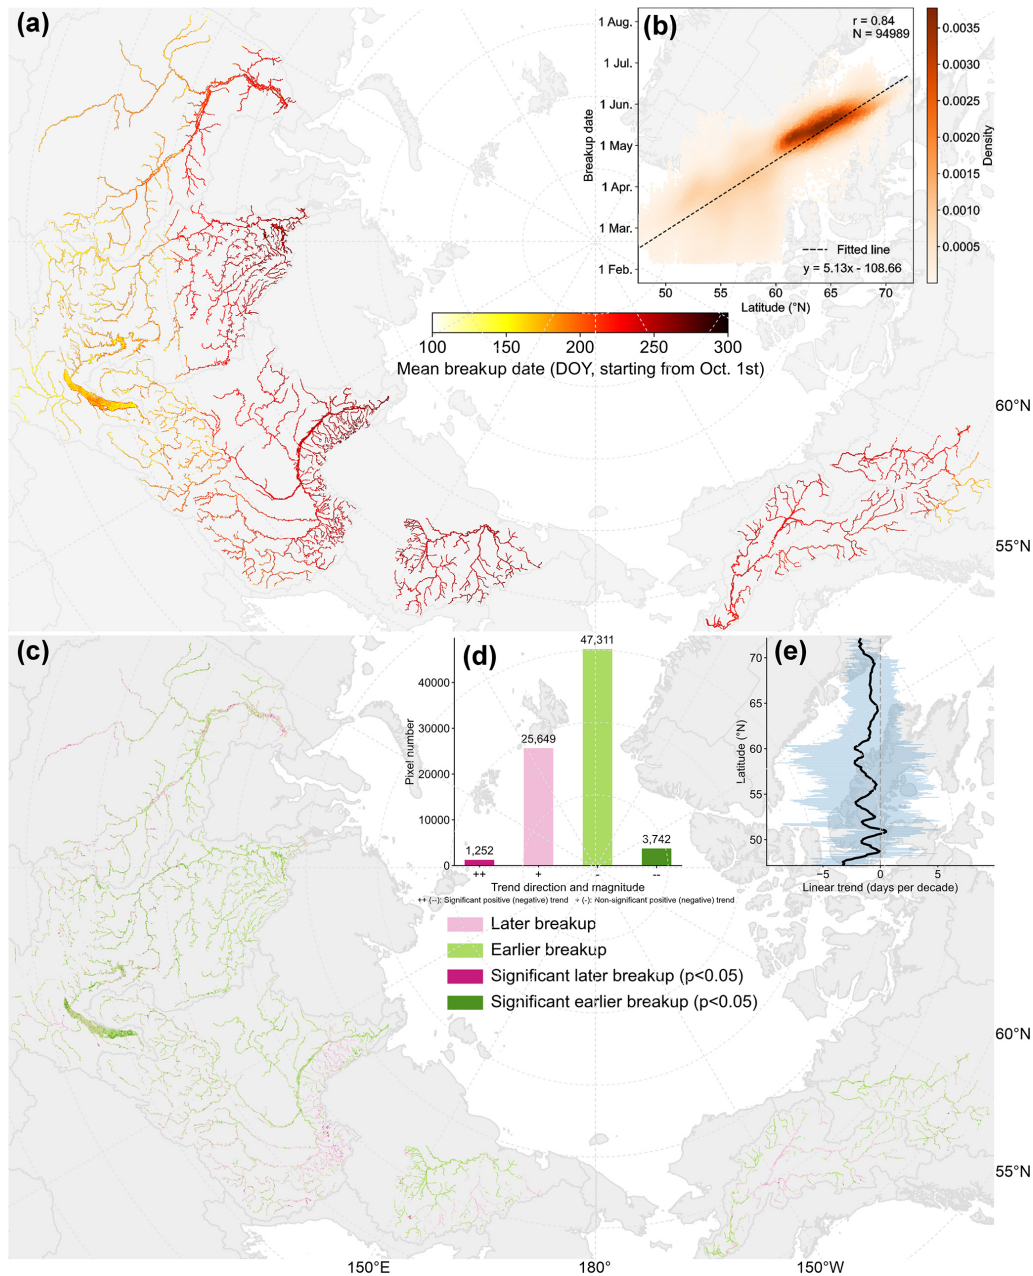 (a)
(b)
r = 0.84
N = 94989
1 Aug.
1 Jul.
1 Jun.
1 May
1 Apr.
1 Mar.
1 Feb.
Breakup date
Fitted line
y = 5.13x - 108.66
50 55 60 65 70
Latitude (°N)
0.0035
0.0030
0.0025
0.0020
0.0015
0.0010
0.0005
Density
100 150 200 250 300
Mean breakup date (DOY, starting from Oct. 1st)
60°N
55°N
(c)
(d)
47,311
25,649
3,742
1,252
40000
30000
20000
10000
0
Pixel number
++ + - --
Trend direction and magnitude
++ (--): Significant positive (negative) trend + (-): Non-significant positive (negative) trend
Later breakup
Earlier breakup
Significant later breakup (p<0.05)
Significant earlier breakup (p<0.05)
(e)
70
65
60
55
50
Latitude (°N)
−5 0 5
Linear trend (days per decade)
60°N
55°N
150°E 180° 150°W